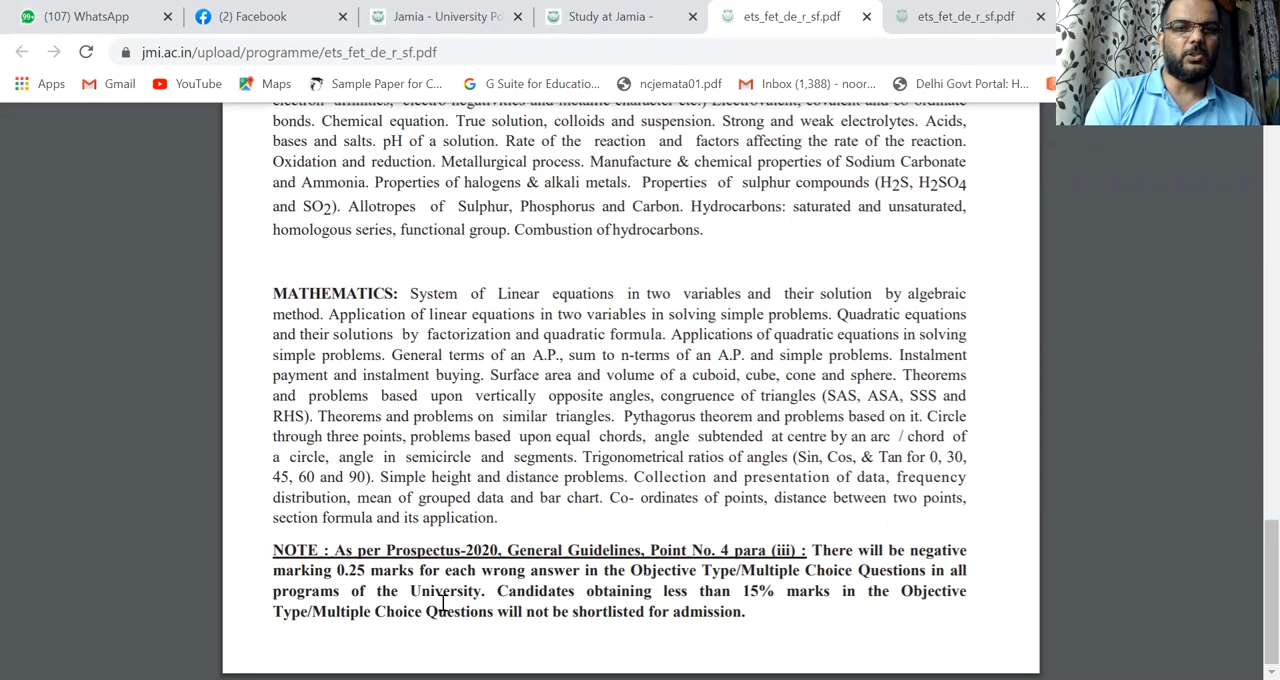 (107) WhatsApp
(2) Facebook
Jamia - University Po
Study at Jamia -
ets_fet_de_r_sf.pdf
ets_fet_de_r_sf.pdf
jmi.ac.in/upload/programme/ets_fet_de_r_sf.pdf
Apps
Gmail
YouTube
Maps
Sample Paper for C...
G Suite for Educatio...
ncjemata01.pdf
Inbox (1,388) - noor...
Delhi Govt Portal: H...
electron affinities, electro negativities and metallic character etc.) Electrovalent, covalent and co-ordinate
bonds. Chemical equation. True solution, colloids and suspension. Strong and weak electrolytes. Acids,
bases and salts. pH of a solution. Rate of the reaction and factors affecting the rate of the reaction.
Oxidation and reduction. Metallurgical process. Manufacture & chemical properties of Sodium Carbonate
and Ammonia. Properties of halogens & alkali metals. Properties of sulphur compounds (H2S, H2SO4
and SO2). Allotropes of Sulphur, Phosphorus and Carbon. Hydrocarbons: saturated and unsaturated,
homologous series, functional group. Combustion of hydrocarbons.
MATHEMATICS: System of Linear equations in two variables and their solution by algebraic
method. Application of linear equations in two variables in solving simple problems. Quadratic equations
and their solutions by factorization and quadratic formula. Applications of quadratic equations in solving
simple problems. General terms of an A.P., sum to n-terms of an A.P. and simple problems. Instalment
payment and instalment buying. Surface area and volume of a cuboid, cube, cone and sphere. Theorems
and problems based upon vertically opposite angles, congruence of triangles (SAS, ASA, SSS and
RHS). Theorems and problems on similar triangles. Pythagorus theorem and problems based on it. Circle
through three points, problems based upon equal chords, angle subtended at centre by an arc / chord of
a circle, angle in semicircle and segments. Trigonometrical ratios of angles (Sin, Cos, & Tan for 0, 30,
45, 60 and 90). Simple height and distance problems. Collection and presentation of data, frequency
distribution, mean of grouped data and bar chart. Co- ordinates of points, distance between two points,
section formula and its application.
NOTE : As per Prospectus-2020, General Guidelines, Point No. 4 para (iii) : There will be negative
marking 0.25 marks for each wrong answer in the Objective Type/Multiple Choice Questions in all
programs of the University. Candidates obtaining less than 15% marks in the Objective
Type/Multiple Choice Questions will not be shortlisted for admission.